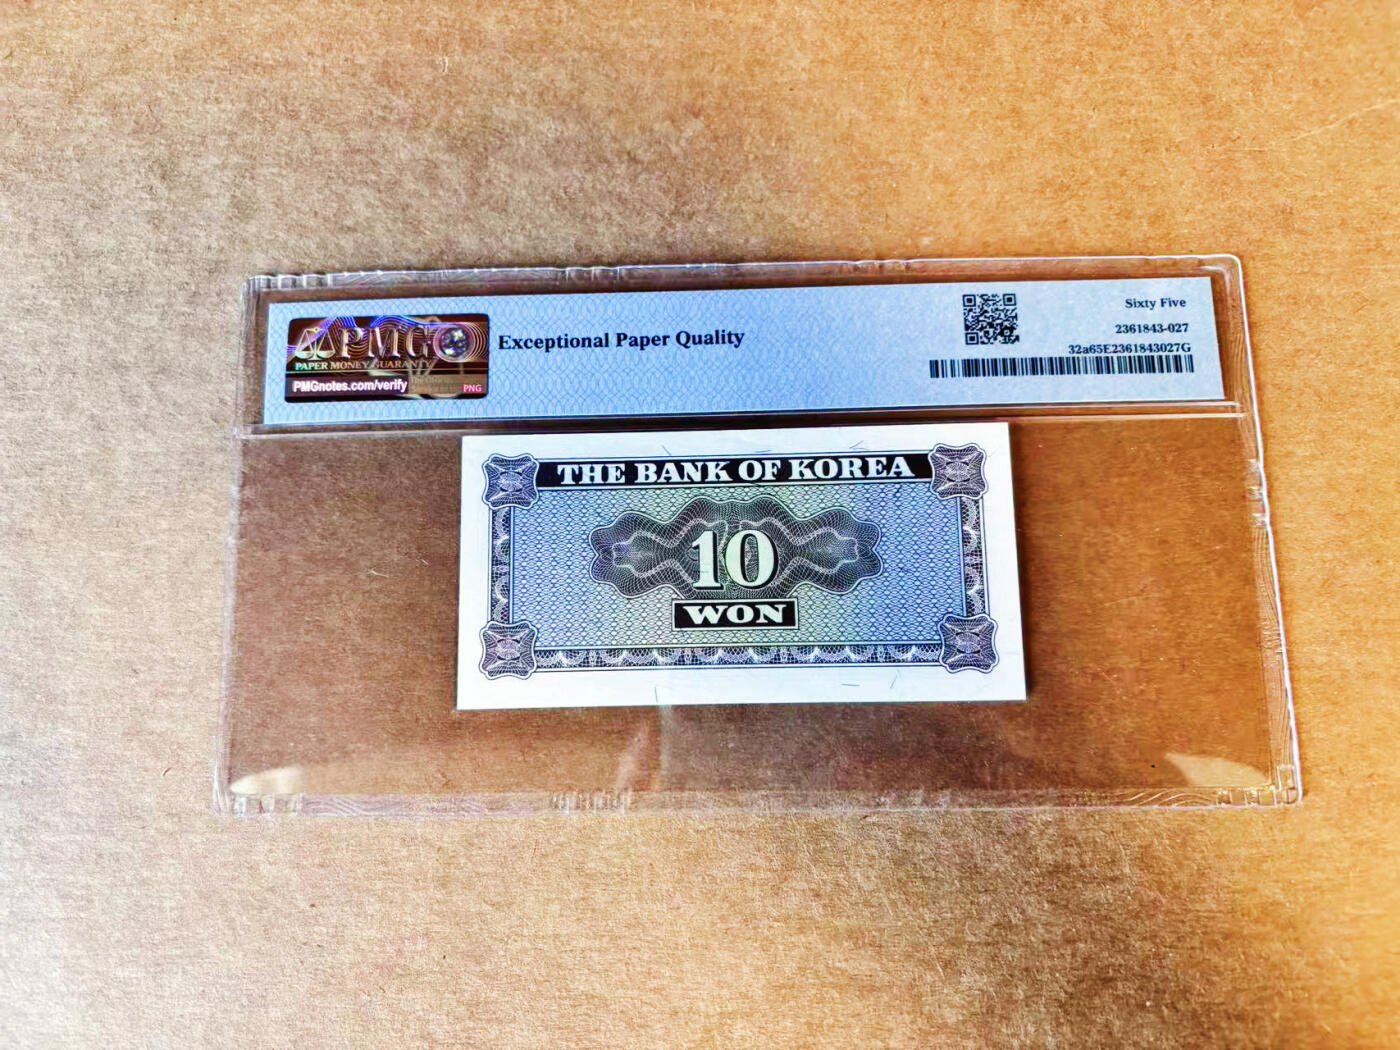 PMG
PAPER MONEY GUARANTY
PMGnotes.com/verify
PNG
Exceptional Paper Quality
Sixty Five
2361843-027
32a65E2361843027G
THE BANK OF KOREA
10
WON